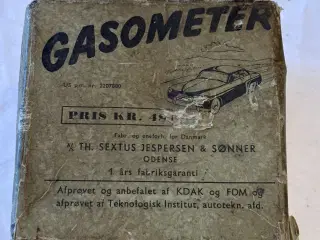 GASOMETER
PRIS KR. 48
Fabr. og eneforh. for Danmark
A/S TH. SEXTUS JESPERSEN & SØNNER
ODENSE
1 års fabriksgaranti
Afprøvet og anbefalet af KDAK og FDM og
afprøvet af Teknologisk Institut, autotekn. afd.